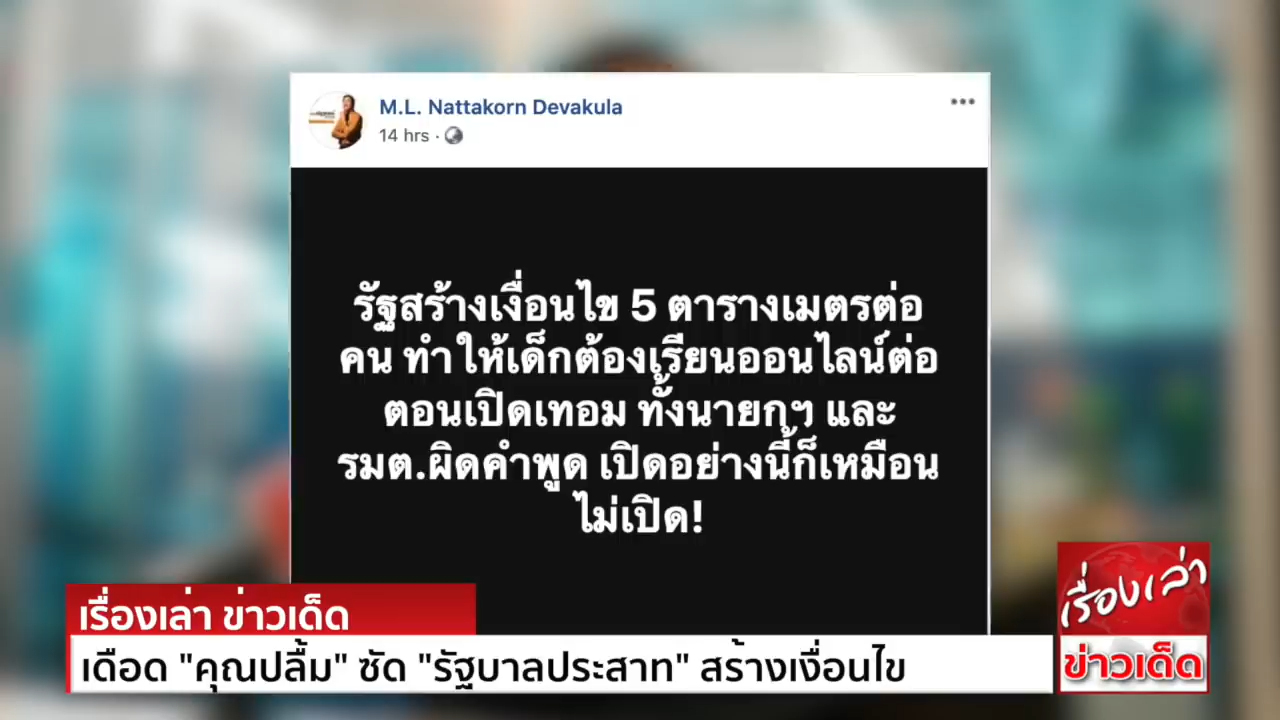 M.L. Nattakorn Devakula
14 hrs ·
รัฐสร้างเงื่อนไข 5 ตารางเมตรต่อ
คน ทำให้เด็กต้องเรียนออนไลน์ต่อ
ตอนเปิดเทอม ทั้งนายกฯ และ
รมต.ผิดคำพูด เปิดอย่างนี้ก็เหมือน
ไม่เปิด!
เรื่องเล่า ข่าวเด็ด
เดือด "คุณปลื้ม" ซัด "รัฐบาลประสาท" สร้างเงื่อนไข
เรื่องเล่า
ข่าวเด็ด